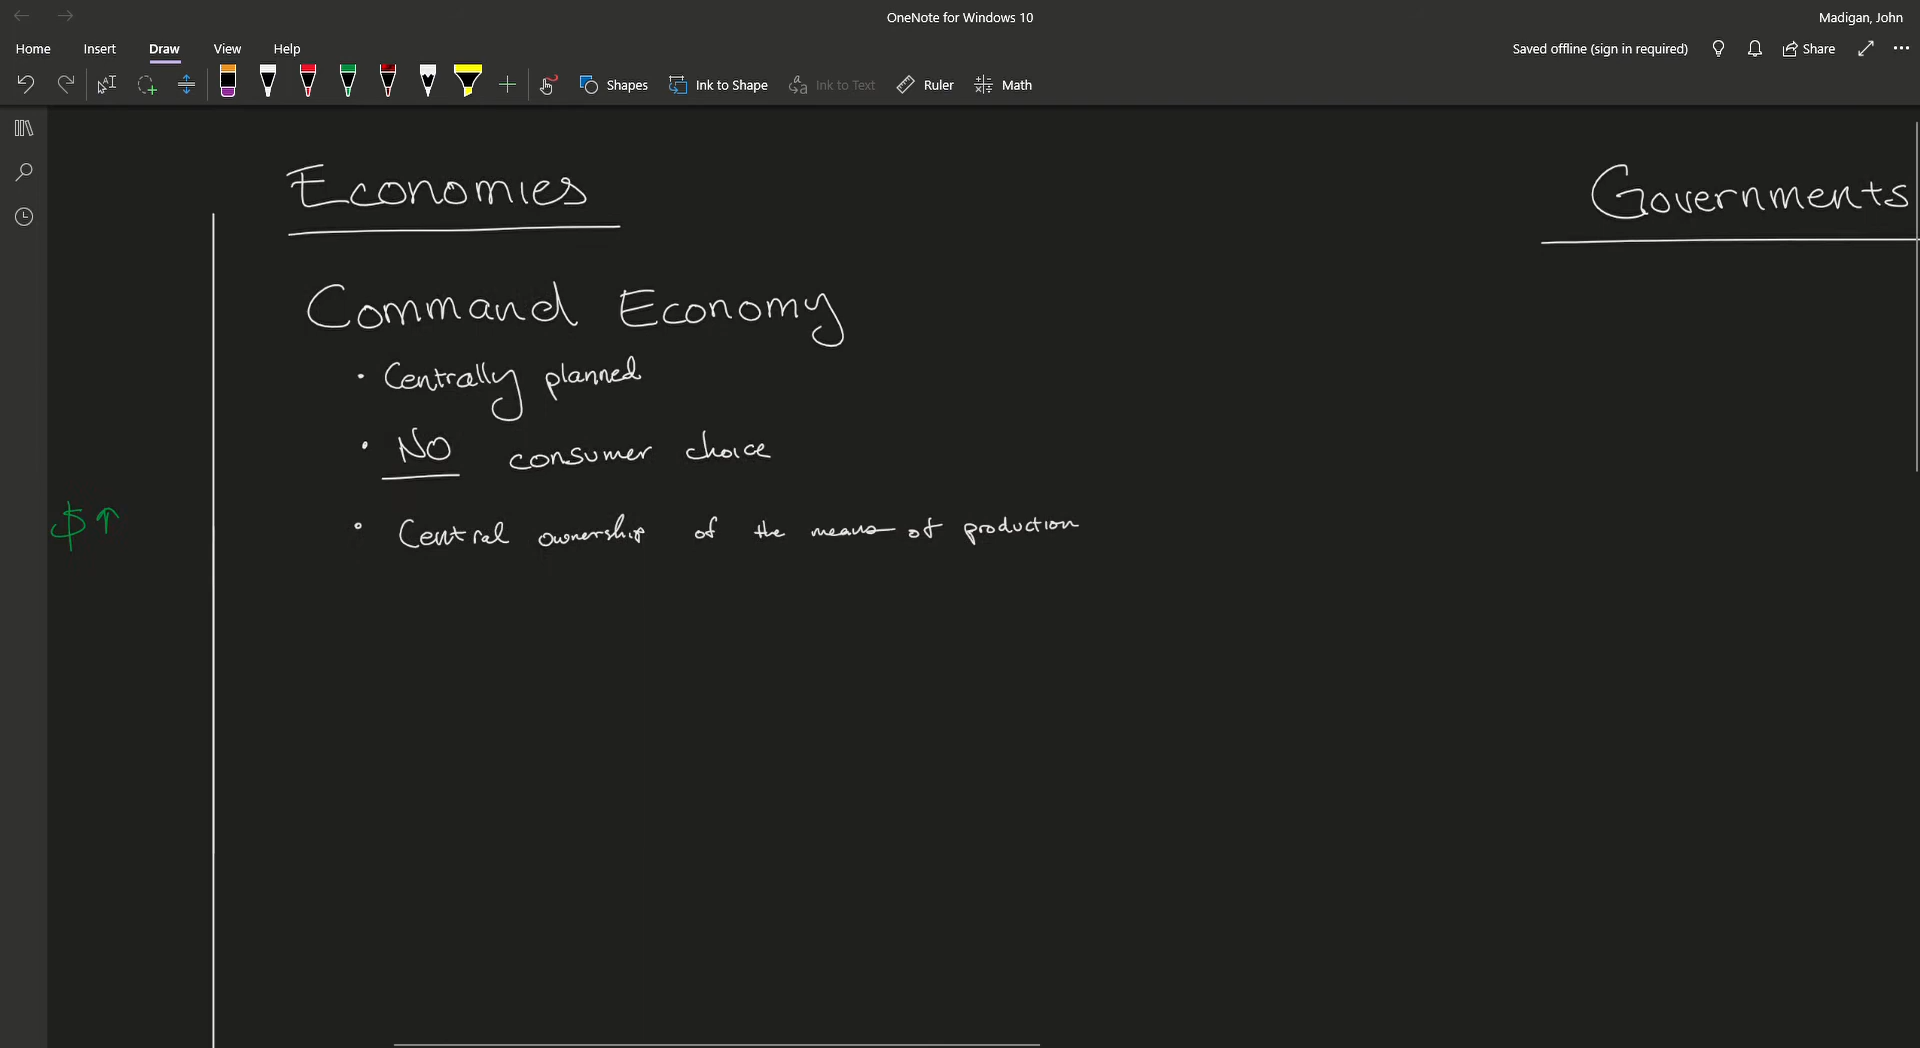 OneNote for Windows 10
Madigan, John
Home Insert Draw View Help
Saved offline (sign in required) Share
Shapes Ink to Shape Ink to Text Ruler Math
Economies
Governments
Command Economy
• Centrally planned
• NO consumer choice
$ ↑
• Central ownership of the means of production